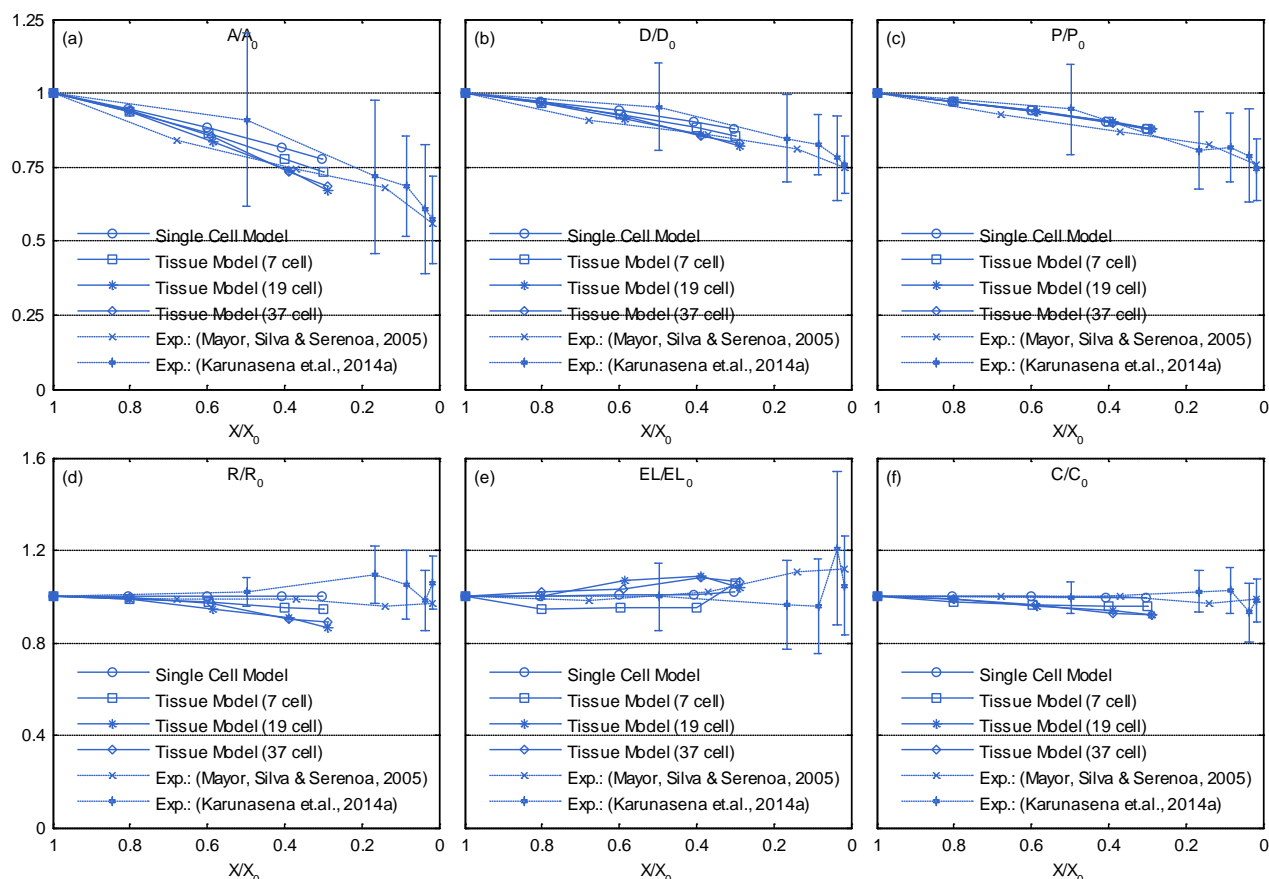 (a) A/A0
1.25
1
0.75
0.5
0.25
0
Single Cell Model
Tissue Model (7 cell)
Tissue Model (19 cell)
Tissue Model (37 cell)
Exp.: (Mayor, Silva & Serenoa, 2005)
Exp.: (Karunasena et.al., 2014a)
1 0.8 0.6 0.4 0.2 0
X/X0
(b) D/D0
Single Cell Model
Tissue Model (7 cell)
Tissue Model (19 cell)
Tissue Model (37 cell)
Exp.: (Mayor, Silva & Serenoa, 2005)
Exp.: (Karunasena et.al., 2014a)
1 0.8 0.6 0.4 0.2 0
X/X0
(c) P/P0
Single Cell Model
Tissue Model (7 cell)
Tissue Model (19 cell)
Tissue Model (37 cell)
Exp.: (Mayor, Silva & Serenoa, 2005)
Exp.: (Karunasena et.al., 2014a)
1 0.8 0.6 0.4 0.2 0
X/X0
(d) R/R0
1.6
1.2
0.8
0.4
0
Single Cell Model
Tissue Model (7 cell)
Tissue Model (19 cell)
Tissue Model (37 cell)
Exp.: (Mayor, Silva & Serenoa, 2005)
Exp.: (Karunasena et.al., 2014a)
1 0.8 0.6 0.4 0.2 0
X/X0
(e) EL/EL0
Single Cell Model
Tissue Model (7 cell)
Tissue Model (19 cell)
Tissue Model (37 cell)
Exp.: (Mayor, Silva & Serenoa, 2005)
Exp.: (Karunasena et.al., 2014a)
1 0.8 0.6 0.4 0.2 0
X/X0
(f) C/C0
Single Cell Model
Tissue Model (7 cell)
Tissue Model (19 cell)
Tissue Model (37 cell)
Exp.: (Mayor, Silva & Serenoa, 2005)
Exp.: (Karunasena et.al., 2014a)
1 0.8 0.6 0.4 0.2 0
X/X0